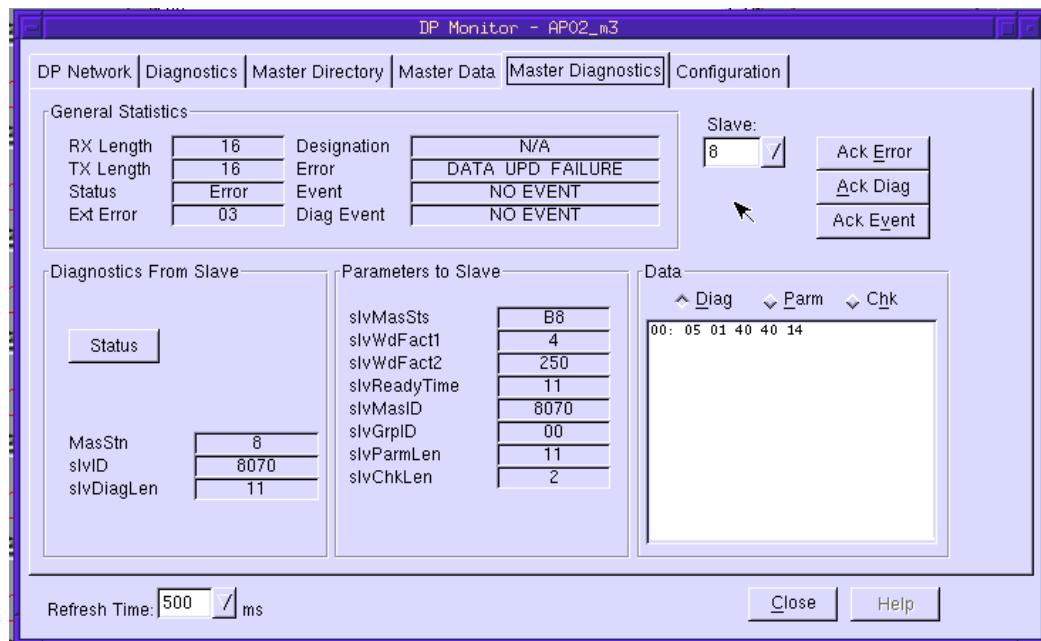 DP Monitor - AP02_m3
DP Network Diagnostics Master Directory Master Data Master Diagnostics Configuration
General Statistics
RX Length 16 Designation N/A
TX Length 16 Error DATA UPD FAILURE
Status Error Event NO EVENT
Ext Error 03 Diag Event NO EVENT
Slave:
8
Ack Error
Ack Diag
Ack Event
Diagnostics From Slave
Status
MasStn 8
slvID 8070
slvDiagLen 11
Parameters to Slave
slvMasSts B8
slvWdFact1 4
slvWdFact2 250
slvReadyTime 11
slvMasID 8070
slvGrpID 00
slvParmLen 11
slvChkLen 2
Data
Diag Parm Chk
00: 05 01 40 40 14
Refresh Time: 500 ms
Close Help